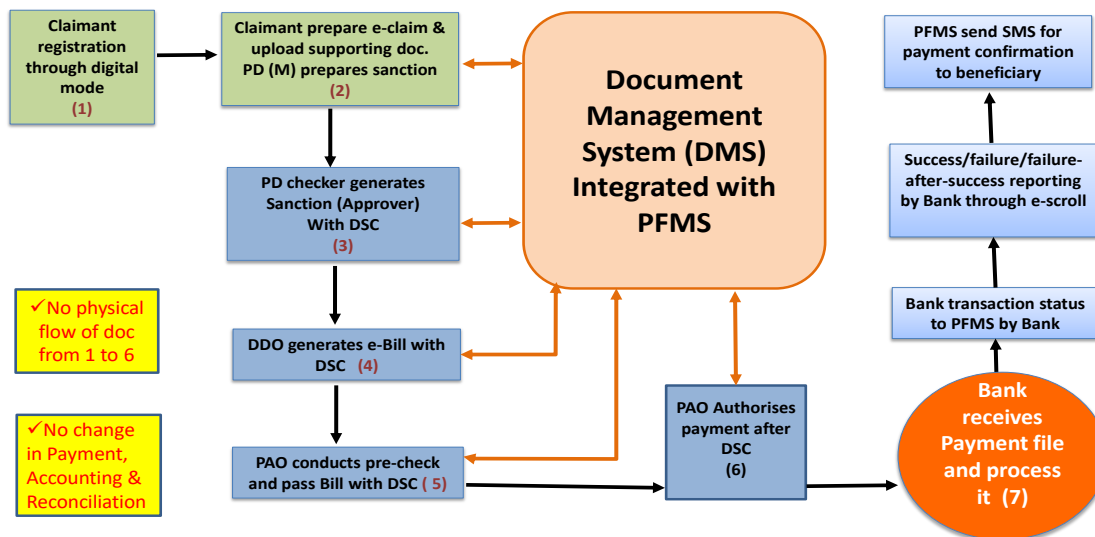 Claimant
registration
through digital
mode
(1)
Claimant prepare e-claim &
upload supporting doc.
PD (M) prepares sanction
(2)
Document
Management
System (DMS)
Integrated with
PFMS
PFMS send SMS for
payment confirmation
to beneficiary
PD checker generates
Sanction (Approver)
With DSC
(3)
Success/failure/failure-
after-success reporting
by Bank through e-scroll
✓No physical
flow of doc
from 1 to 6
DDO generates e-Bill with
DSC (4)
Bank transaction status
to PFMS by Bank
✓No change
in Payment,
Accounting &
Reconciliation
PAO conducts pre-check
and pass Bill with DSC ( 5)
PAO Authorises
payment after
DSC
(6)
Bank
receives
Payment file
and process
it (7)